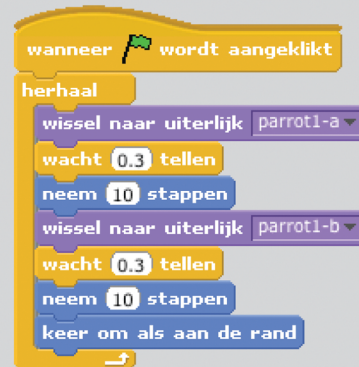 wanneer wordt aangeklikt
herhaal
wissel naar uiterlijk parrot1-a
wacht 0.3 tellen
neem 10 stappen
wissel naar uiterlijk parrot1-b
wacht 0.3 tellen
neem 10 stappen
keer om als aan de rand